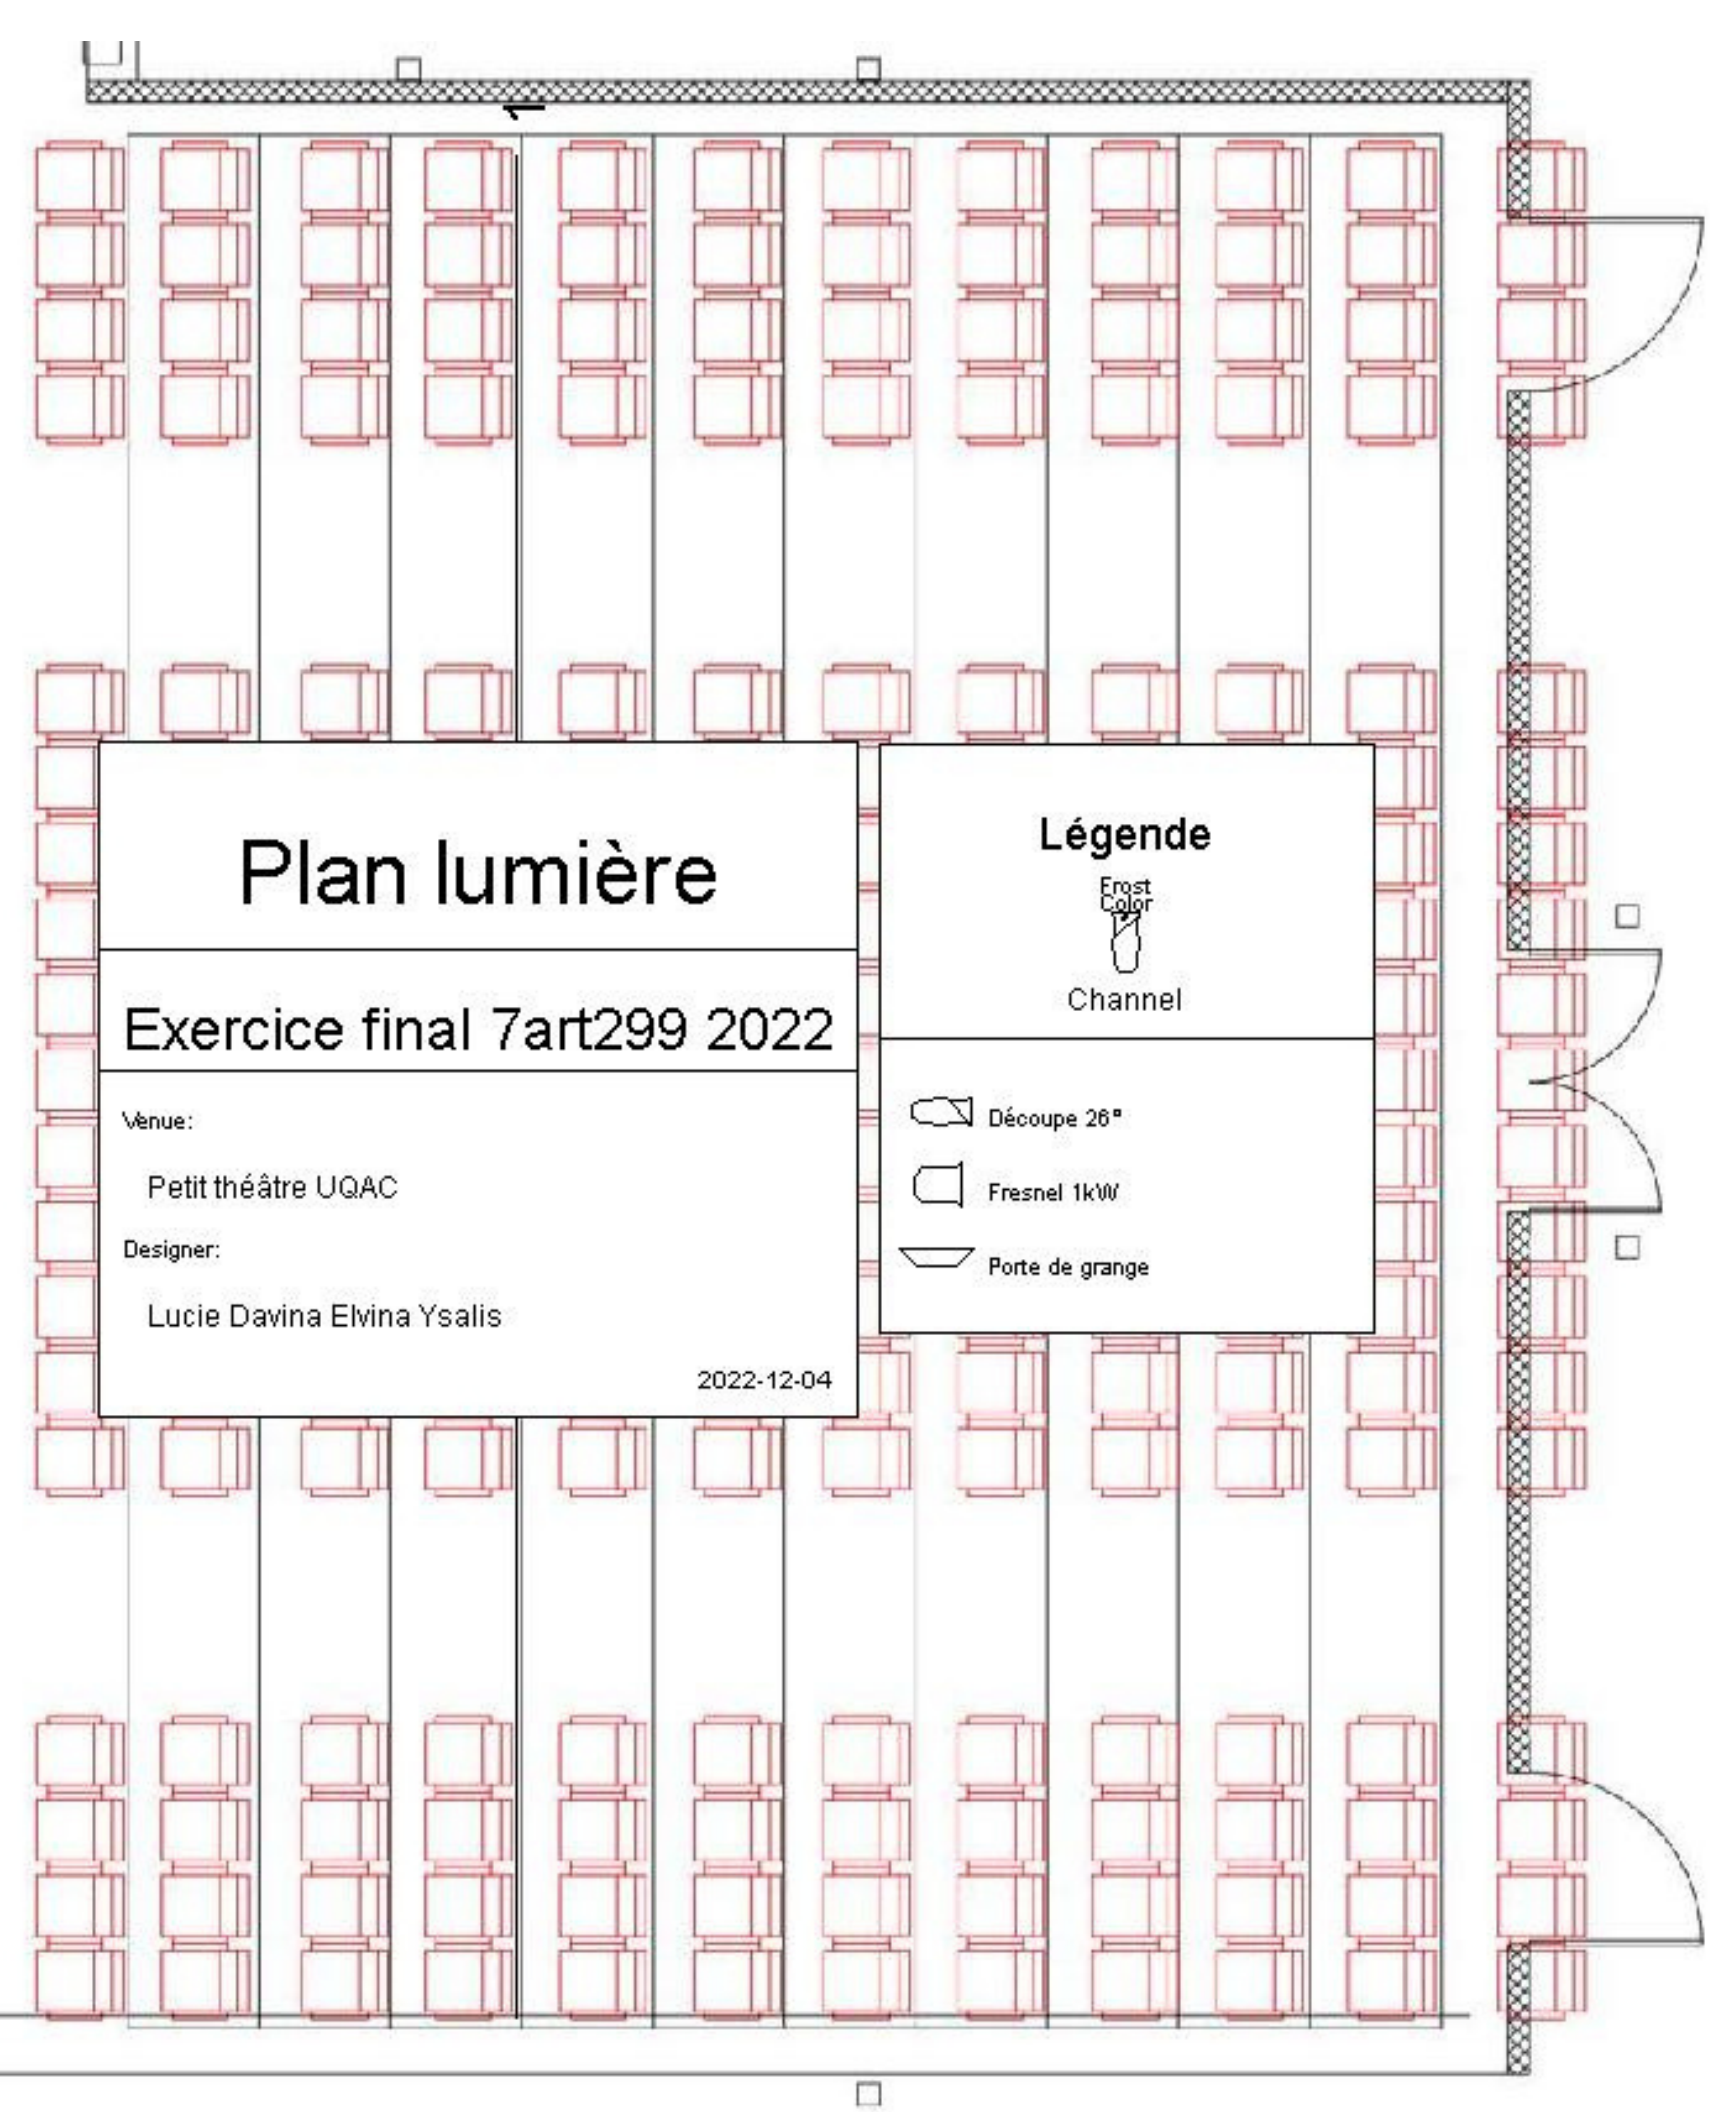 1
Plan lumière
Exercice final 7art299 2022
Venue:
Petit théâtre UQAC
Designer:
Lucie Davina Elvina Ysalis
2022-12-04
Légende
Frost
Color
Channel
Découpe 26°
Fresnel 1kW
Porte de grange